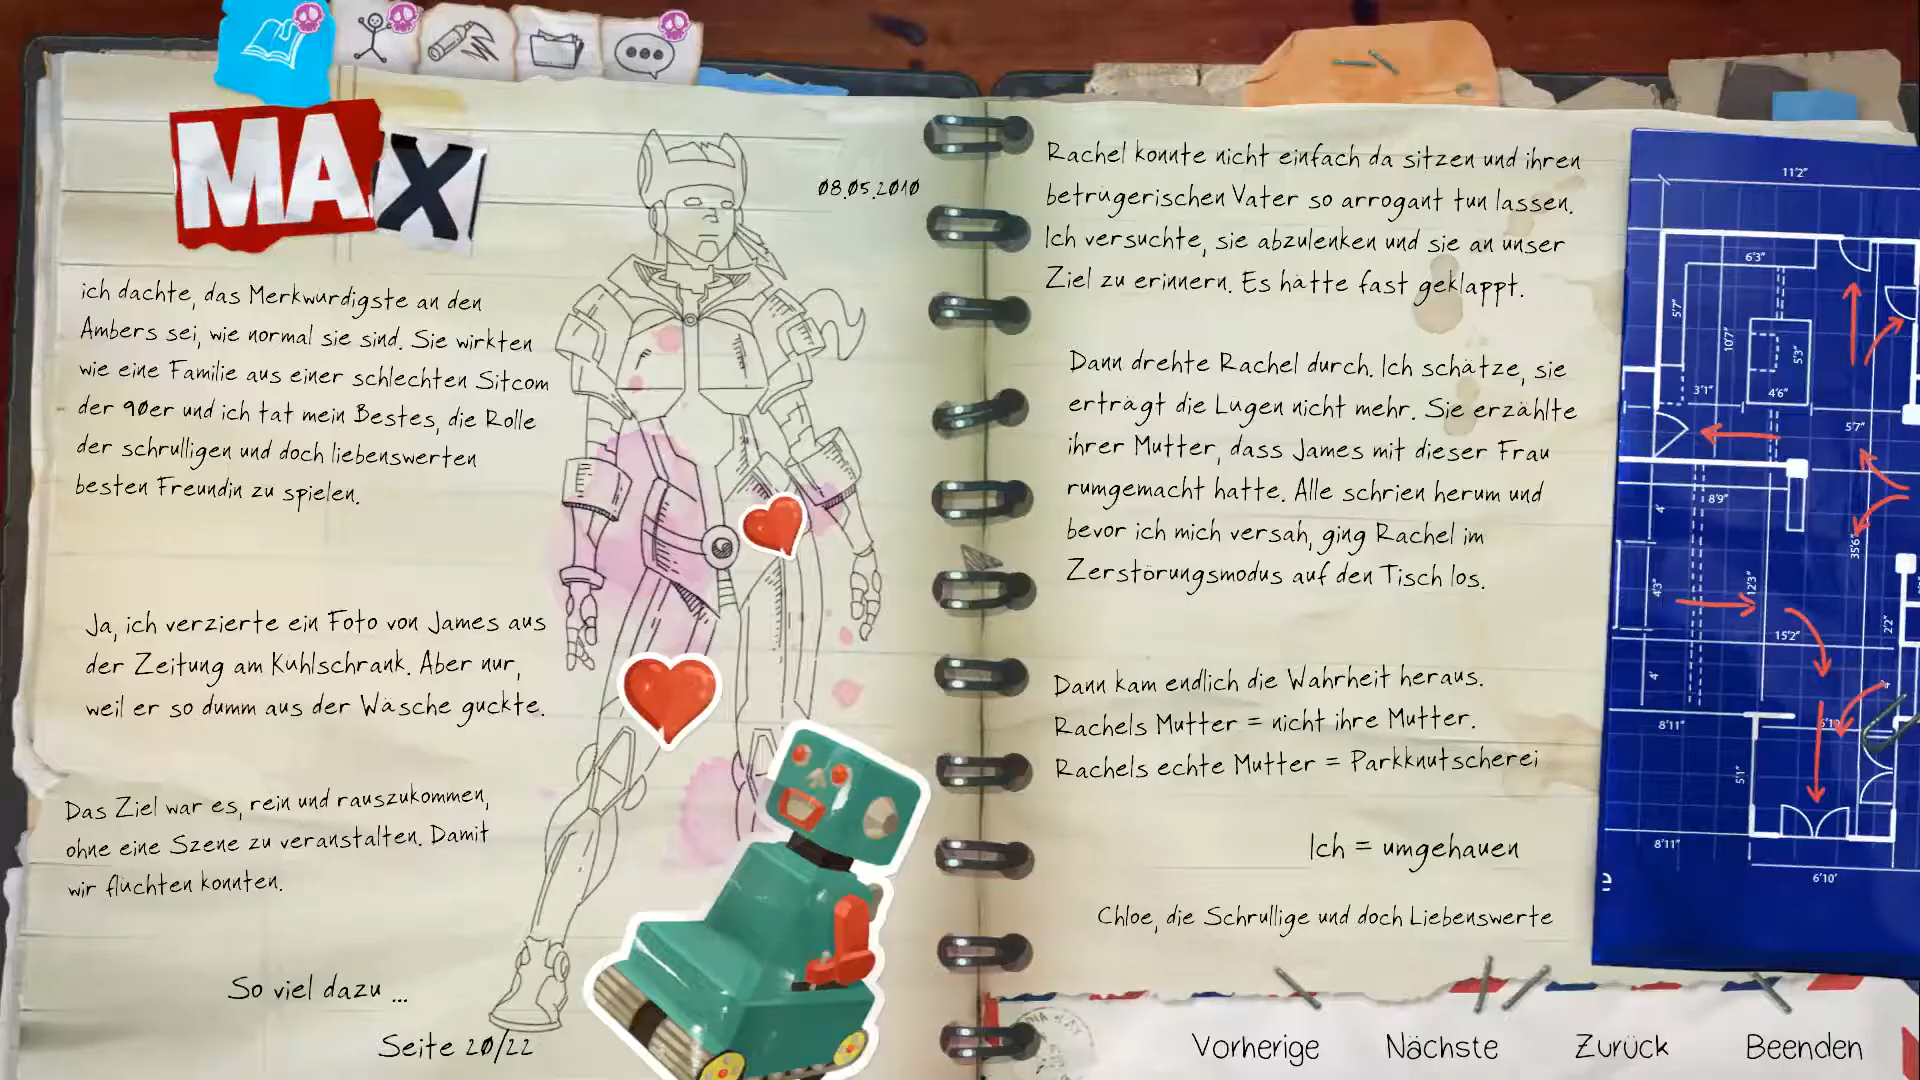 MAX
08.05.2010
ich dachte, das Merkwurdigste an den
Ambers sei, wie normal sie sind. Sie wirkten
wie eine Familie aus einer schlechten Sitcom
der 90er und ich tat mein Bestes, die Rolle
der schrulligen und doch liebenswerten
besten Freundin zu spielen.
Ja, ich verzierte ein Foto von James aus
der Zeitung am Kuhlschrank. Aber nur,
weil er so dumm aus der Wäsche guckte.
Das Ziel war es, rein und rauszukommen,
ohne eine Szene zu veranstalten. Damit
wir fluchten konnten.
So viel dazu ...
Seite 20/22
Rachel konnte nicht einfach da sitzen und ihren
betrugerischen Vater so arrogant tun lassen.
Ich versuchte, sie abzulenken und sie an unser
Ziel zu erinnern. Es hätte fast geklappt.
Dann drehte Rachel durch. Ich schätze, sie
erträgt die Lugen nicht mehr. Sie erzählte
ihrer Mutter, dass James mit dieser Frau
rumgemacht hatte. Alle schrien herum und
bevor ich mich versah, ging Rachel im
Zerstörungsmodus auf den Tisch los.
Dann kam endlich die Wahrheit heraus.
Rachels Mutter = nicht ihre Mutter.
Rachels echte Mutter = Parkknutscherei
Ich = umgehauen
Chloe, die Schrullige und doch Liebenswerte
11'2"
6'3"
5'7"
10'7"
5'3"
3'1"
4'6"
5'7"
8'9"
4'
35'6"
4'3"
12'3"
15'2"
2'2"
4'
8'11"
5'1"
8'11"
6'10"
Vorherige
Nächste
Zurück
Beenden